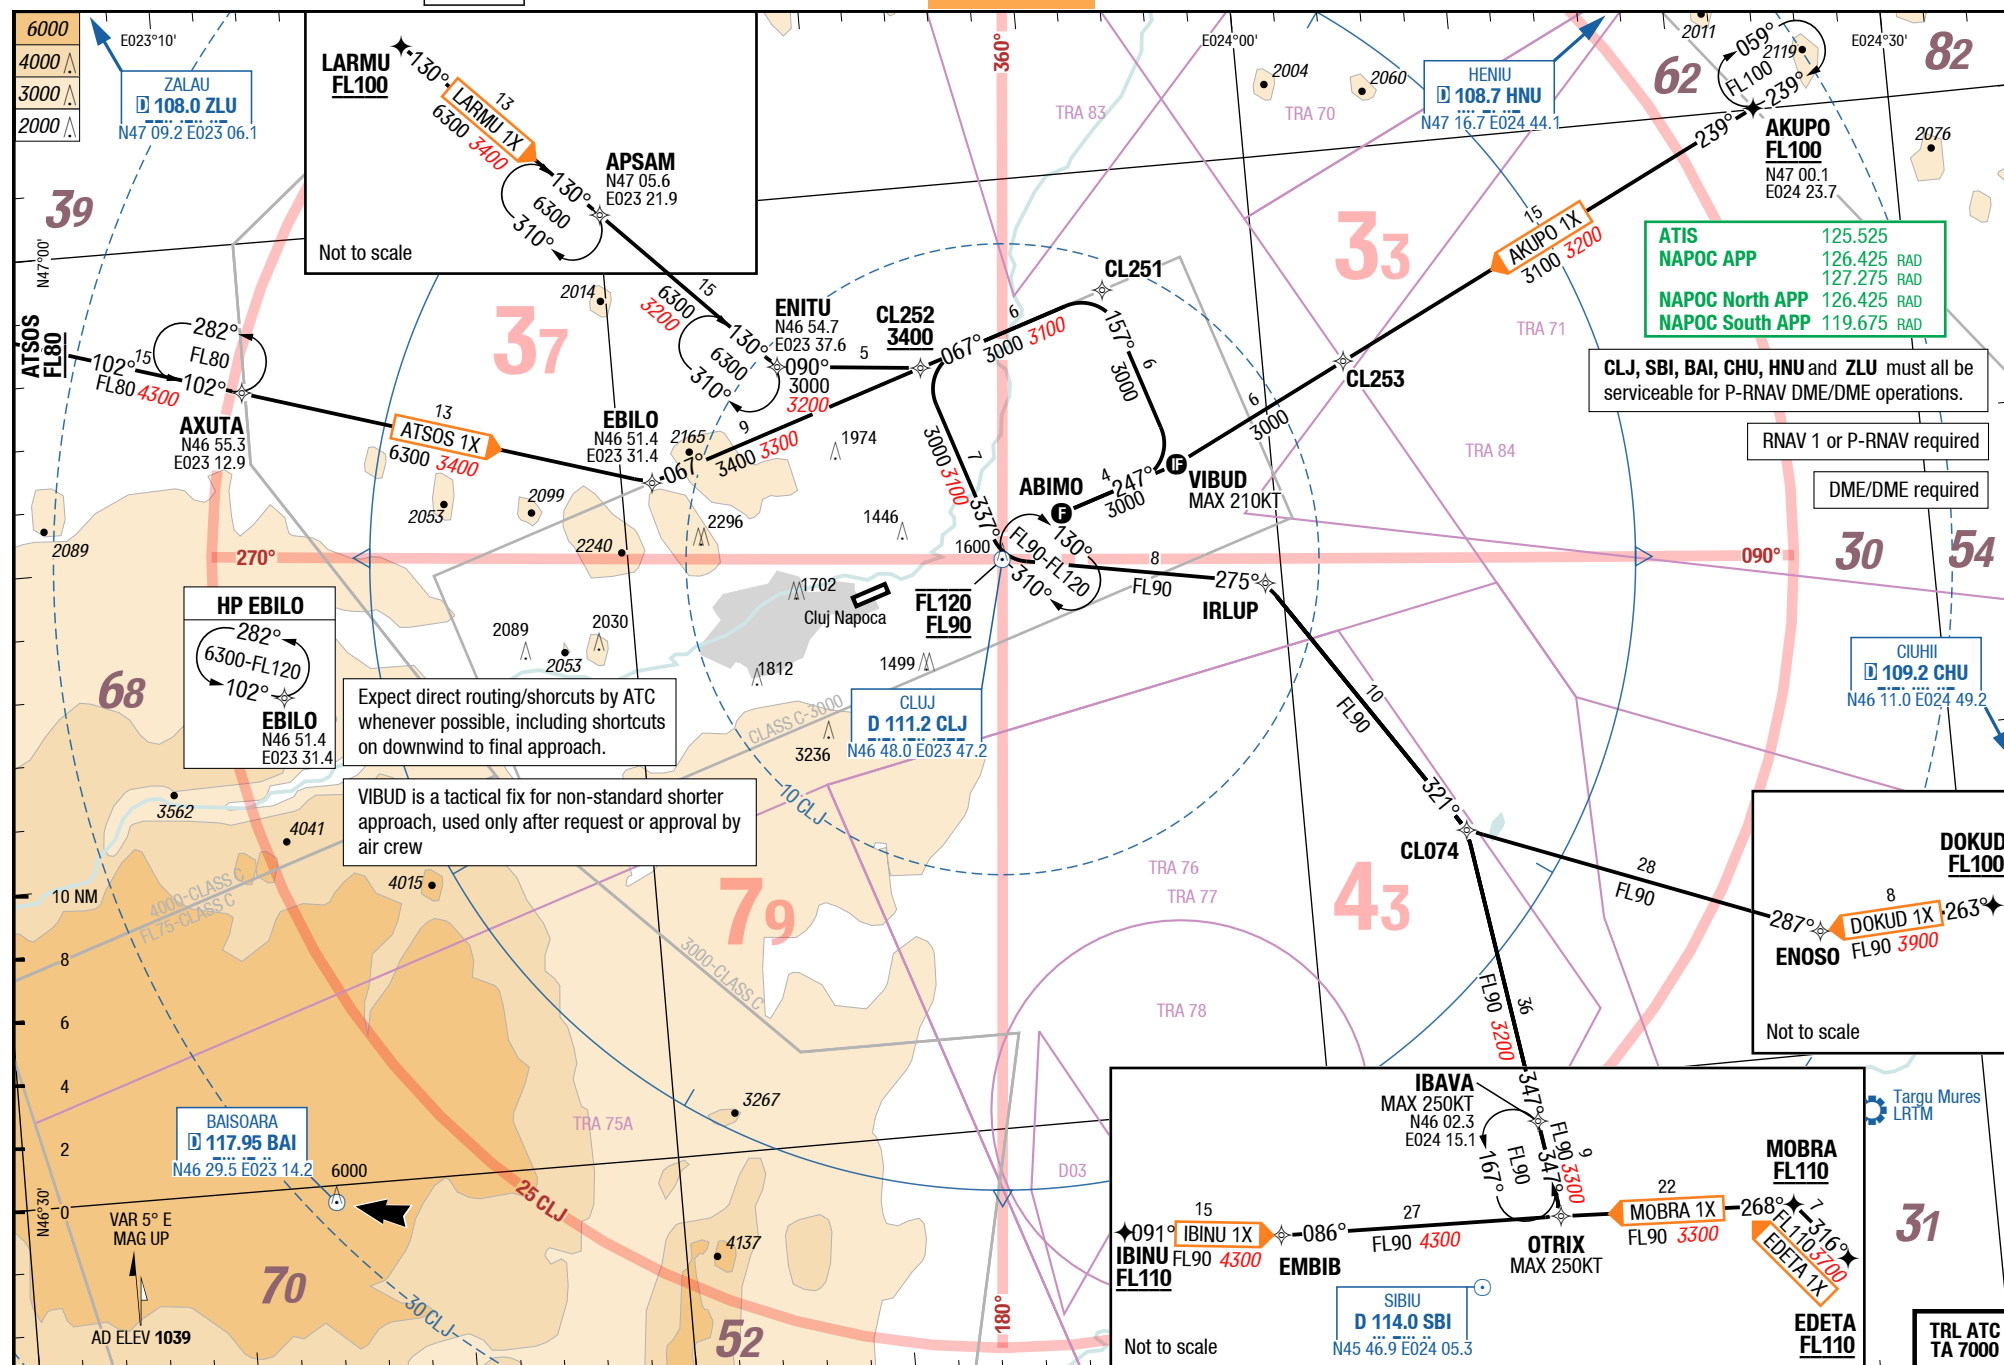 6000
4000
3000
2000
E023°10'
ZALAU
D 108.0 ZLU
N47 09.2 E023 06.1
39
N47°00'
LARMU
FL100
130°
13
LARMU 1X
6300 3400
130°
6300
310°
APSAM
N47 05.6
E023 21.9
Not to scale
360°
TRA 83
E024°00'
2004
2060
TRA 70
HENIU
D 108.7 HNU
N47 16.7 E024 44.1
62
2011
059°
2119
FL100
239°
239°
AKUPO
FL100
N47 00.1
E024 23.7
E024°30'
82
2076
33
15
AKUPO 1X
3100 3200
ATIS 125.525
NAPOC APP 126.425 RAD
127.275 RAD
NAPOC North APP 126.425 RAD
NAPOC South APP 119.675 RAD
TRA 71
CLJ, SBI, BAI, CHU, HNU and ZLU must all be
serviceable for P-RNAV DME/DME operations.
RNAV 1 or P-RNAV required
DME/DME required
ATSOS
FL80
102°
15
FL80 4300
282°
FL80
102°
AXUTA
N46 55.3
E023 12.9
37
2014
15
6300
3200
130°
6300
310°
ENITU
N46 54.7
E023 37.6
090°
5
3000
3200
CL252
3400
067°
6
3000 3100
CL251
157°
6
3000
CL253
6
3000
TRA 84
13
ATSOS 1X
6300 3400
EBILO
N46 51.4
E023 31.4
067°
2165
9
3400 3300
1974
7
3000 3100
337°
ABIMO
F
4
247°
3000
IF
VIBUD
MAX 210KT
2053
2099
2240
2296
1446
1600
2089
270°
130°
FL90-FL120
310°
8
FL90
275°
IRLUP
090°
30
54
HP EBILO
282°
6300-FL120
102°
EBILO
N46 51.4
E023 31.4
68
2089
2053
2030
1702
Cluj Napoca
1812
1499
FL120
FL90
CLUJ
D 111.2 CLJ
N46 48.0 E023 47.2
CIUHII
D 109.2 CHU
N46 11.0 E024 49.2
Expect direct routing/shorcuts by ATC
whenever possible, including shortcuts
on downwind to final approach.
CLASS C-3000
3236
10 CLJ
10
FL90
321°
CL074
VIBUD is a tactical fix for non-standard shorter
approach, used only after request or approval by
air crew
3562
4041
4015
10 NM
8
6
4
2
0
4000-CLASS C
FL75-CLASS C
79
3000-CLASS C
TRA 76
TRA 77
TRA 78
43
28
FL90
287°
ENOSO
8
DOKUD 1X
FL90 3900
263°
DOKUD
FL100
Not to scale
36
FL90 3200
347°
BAISOARA
D 117.95 BAI
N46 29.5 E023 14.2
6000
N46°30'
VAR 5° E
MAG UP
AD ELEV 1039
70
25 CLJ
30 CLJ
TRA 75A
3267
4137
52
D03
180°
IBAVA
MAX 250KT
N46 02.3
E024 15.1
167°
FL90
9
FL90 3300
347°
091°
15
IBINU 1X
FL90 4300
IBINU
FL110
EMBIB
086°
27
FL90 4300
OTRIX
MAX 250KT
22
MOBRA 1X
FL90 3300
268°
MOBRA
FL110
7
FL110 3700
316°
EDETA 1X
EDETA
FL110
SIBIU
D 114.0 SBI
N45 46.9 E024 05.3
Not to scale
Targu Mures
LRTM
31
TRL ATC
TA 7000